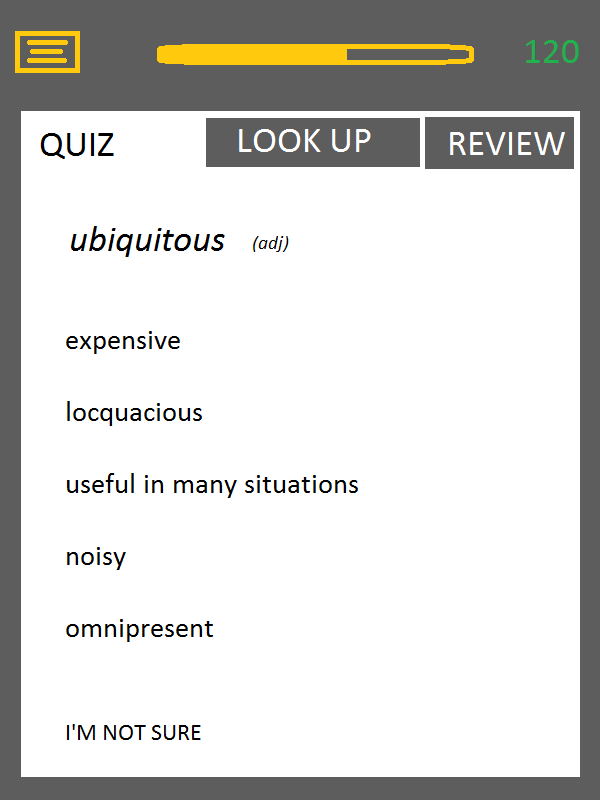 120
QUIZ LOOK UP REVIEW
ubiquitous (adj)
expensive
locquacious
useful in many situations
noisy
omnipresent
I'M NOT SURE